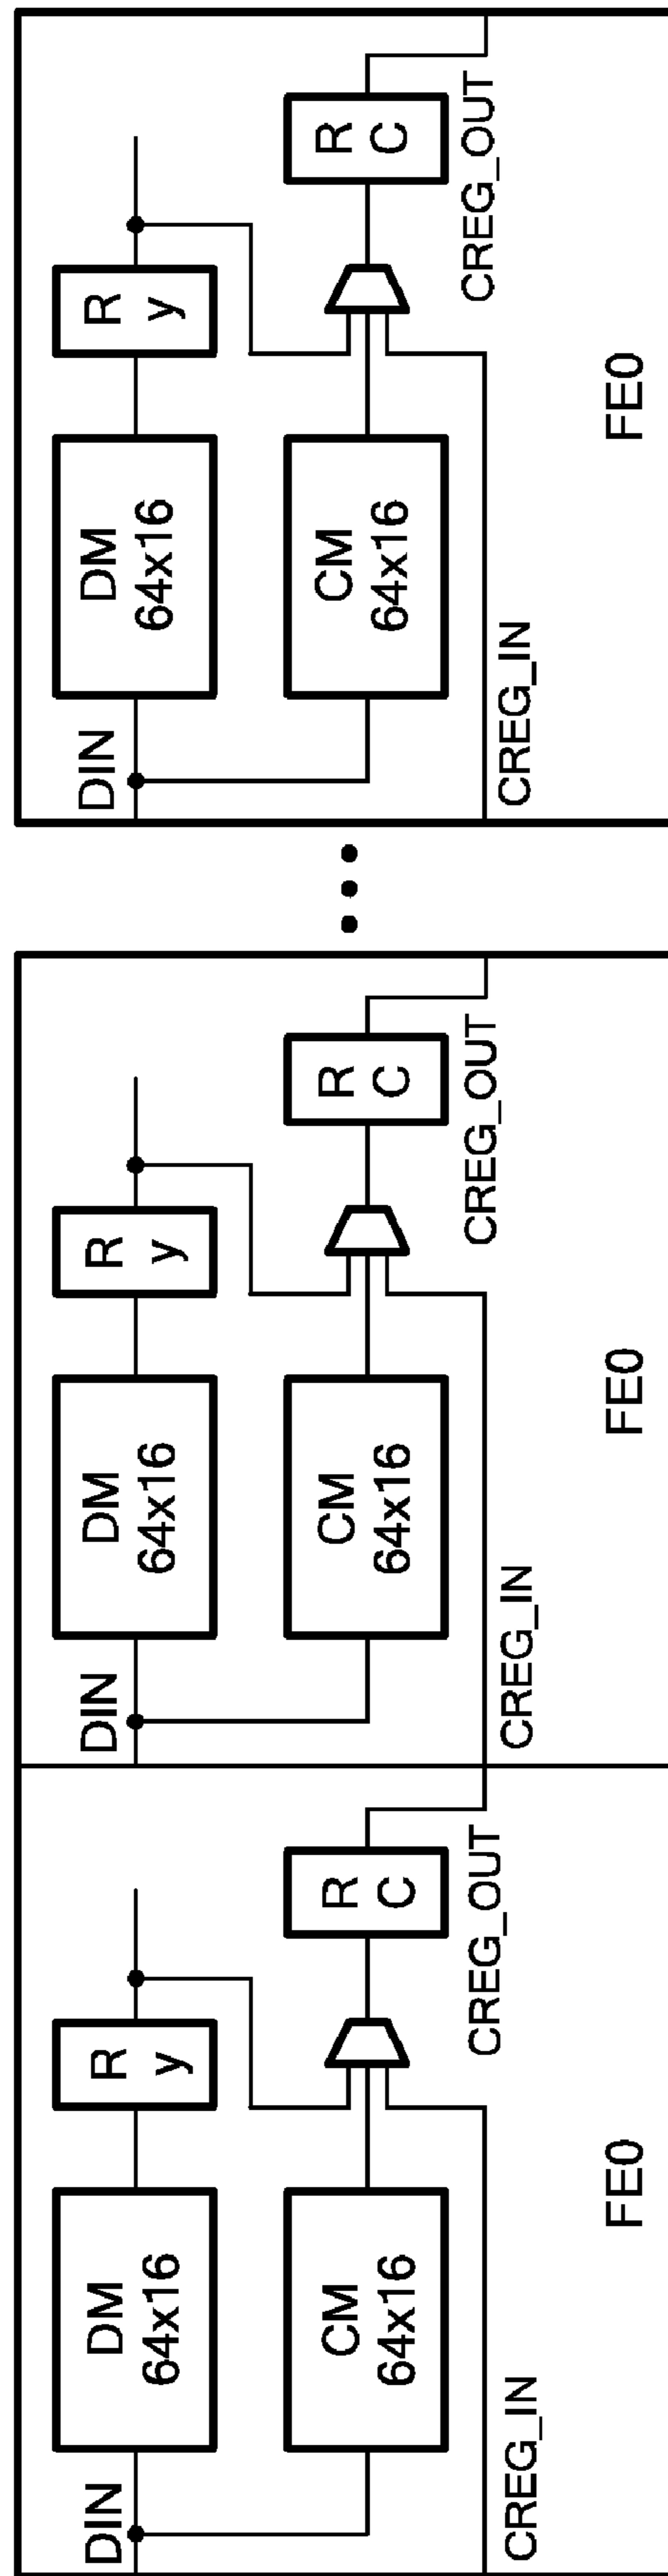 DIN
DM
64x16
R
y
CM
64x16
R
C
CREG_IN
CREG_OUT
FE0
DIN
DM
64x16
R
y
CM
64x16
R
C
CREG_IN
CREG_OUT
FE0
DIN
DM
64x16
R
y
CM
64x16
R
C
CREG_IN
CREG_OUT
FE0